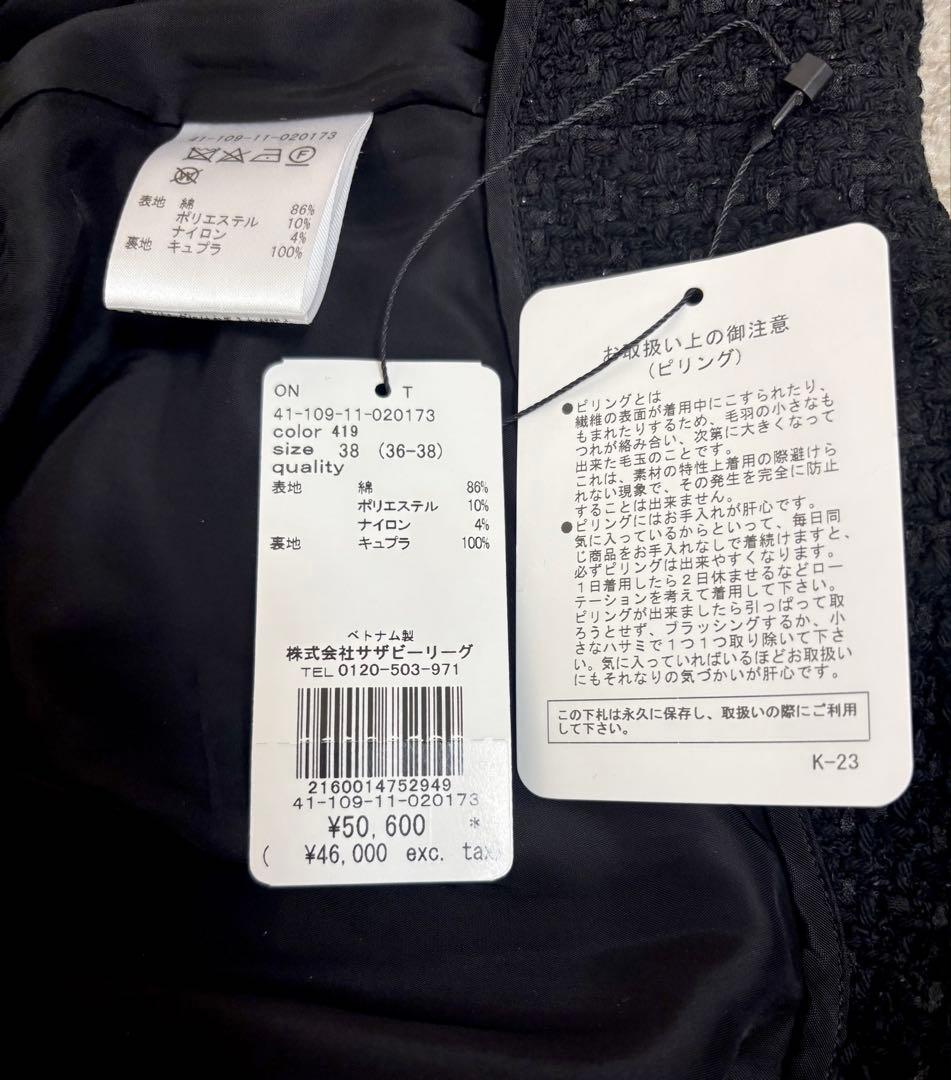 41-109-11-020173
表地 綿 86%
ポリエステル 10%
ナイロン 4%
裏地 キュプラ 100%
ON T
41-109-11-020173
color 419
size 38 (36-38)
quality
表地 綿 86%
ポリエステル 10%
ナイロン 4%
裏地 キュプラ 100%
ベトナム製
株式会社サザビーリーグ
TEL 0120-503-971
2160014752949
41-109-11-020173
¥50,600 *
( ¥46,000 exc. tax
お取扱い上の御注意
(ピリング)
●ピリングとは
繊維の表面が着用中にこすられたり、
もまれたりするため、毛羽の小さなも
つれが絡み合い、次第に大きくなって
出来た毛玉のことです。
これは、素材の特性上着用の際避けら
れない現象で、その発生を完全に防止
することは出来ません。
●ピリングにはお手入れが肝心です。
気に入っているからといって、毎日同
じ商品をお手入れなしで着続けますと、
必ずピリングは出来やすくなります。
1日着用したら2日休ませるなどロー
テーションを考えて着用して下さい。
ピリングが出来ましたら引っぱって取
ろうとせず、ブラッシングするか、小
さなハサミで1つ1つ取り除いて下さ
い。気に入っていればいるほどお取扱い
にもそれなりの気づかいが肝心です。
この下札は永久に保存し、取扱いの際にご利用
して下さい。
K-23